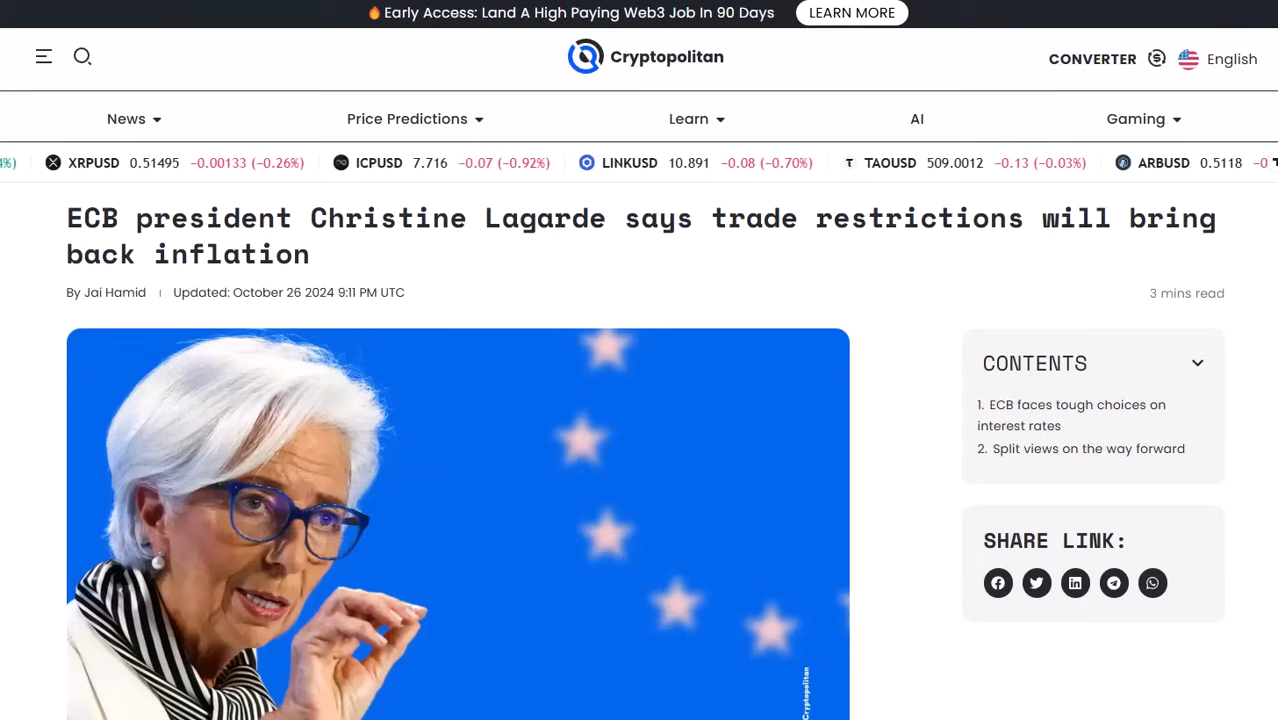 Early Access: Land A High Paying Web3 Job In 90 Days LEARN MORE
Cryptopolitan
CONVERTER English
News Price Predictions Learn AI Gaming
4%) XRPUSD 0.51495 −0.00133 (−0.26%) ICPUSD 7.716 −0.07 (−0.92%) LINKUSD 10.891 −0.08 (−0.70%) T TAOUSD 509.0012 −0.13 (−0.03%) ARBUSD 0.5118 −0
ECB president Christine Lagarde says trade restrictions will bring
back inflation
By Jai Hamid Updated: October 26 2024 9:11 PM UTC
3 mins read
CONTENTS
1. ECB faces tough choices on
interest rates
2. Split views on the way forward
SHARE LINK:
Cryptopolitan